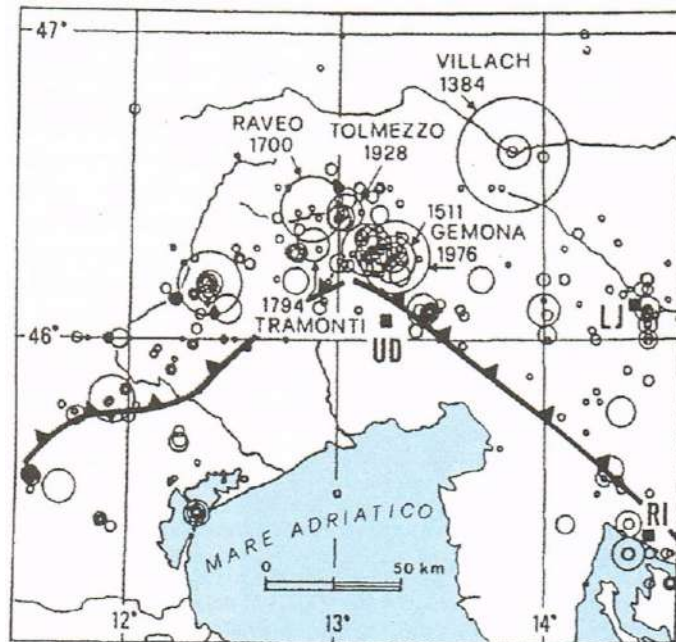 47°
VILLACH
1384
RAVEO
1700
TOLMEZZO
1928
1511
GEMONA
1976
1794
TRAMONTI
46°
UD
LJ
RI
MARE ADRIATICO
0
50 km
12°
13°
14°